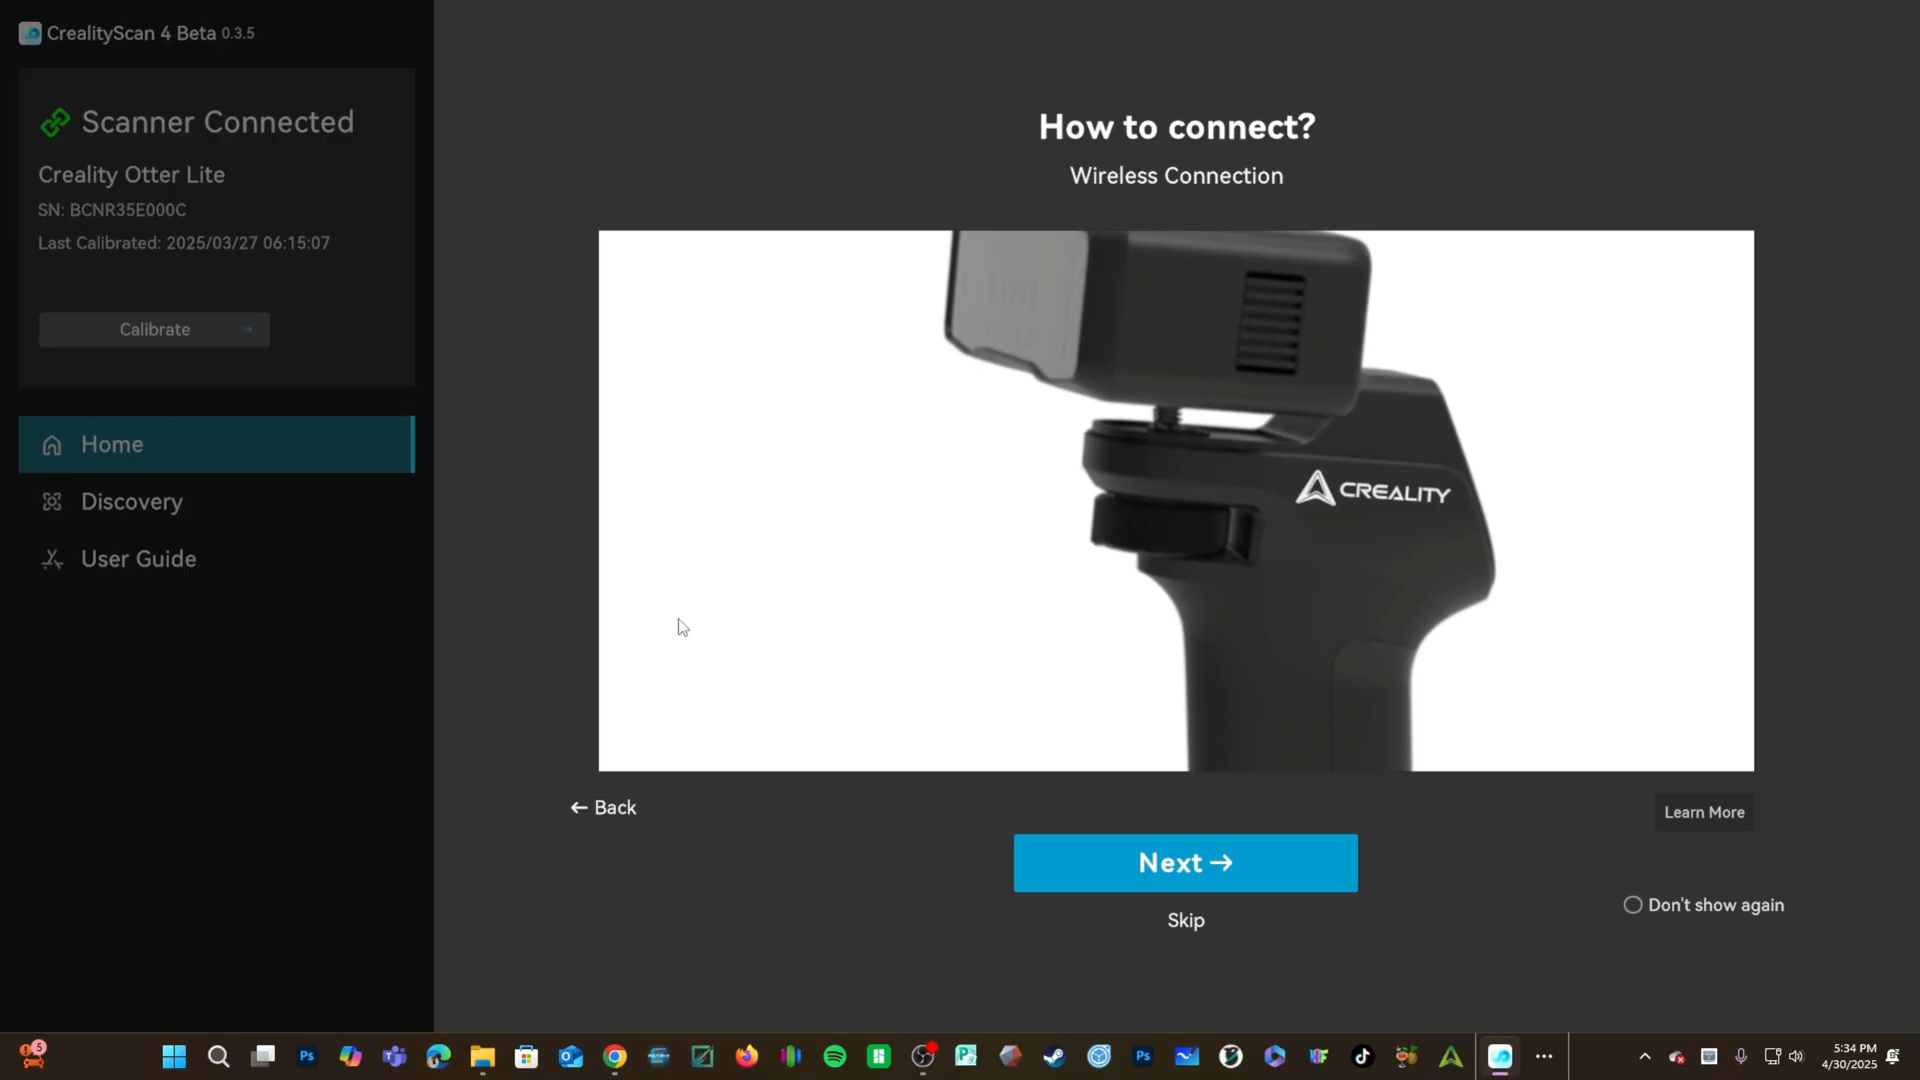 CrealityScan 4 Beta 0.3.5
Scanner Connected
Creality Otter Lite
SN: BCNR35E000C
Last Calibrated: 2025/03/27 06:15:07
Calibrate
Home
Discovery
User Guide
How to connect?
Wireless Connection
CREALITY
← Back
Learn More
Next →
Skip
Don't show again
5
5:34 PM
4/30/2025